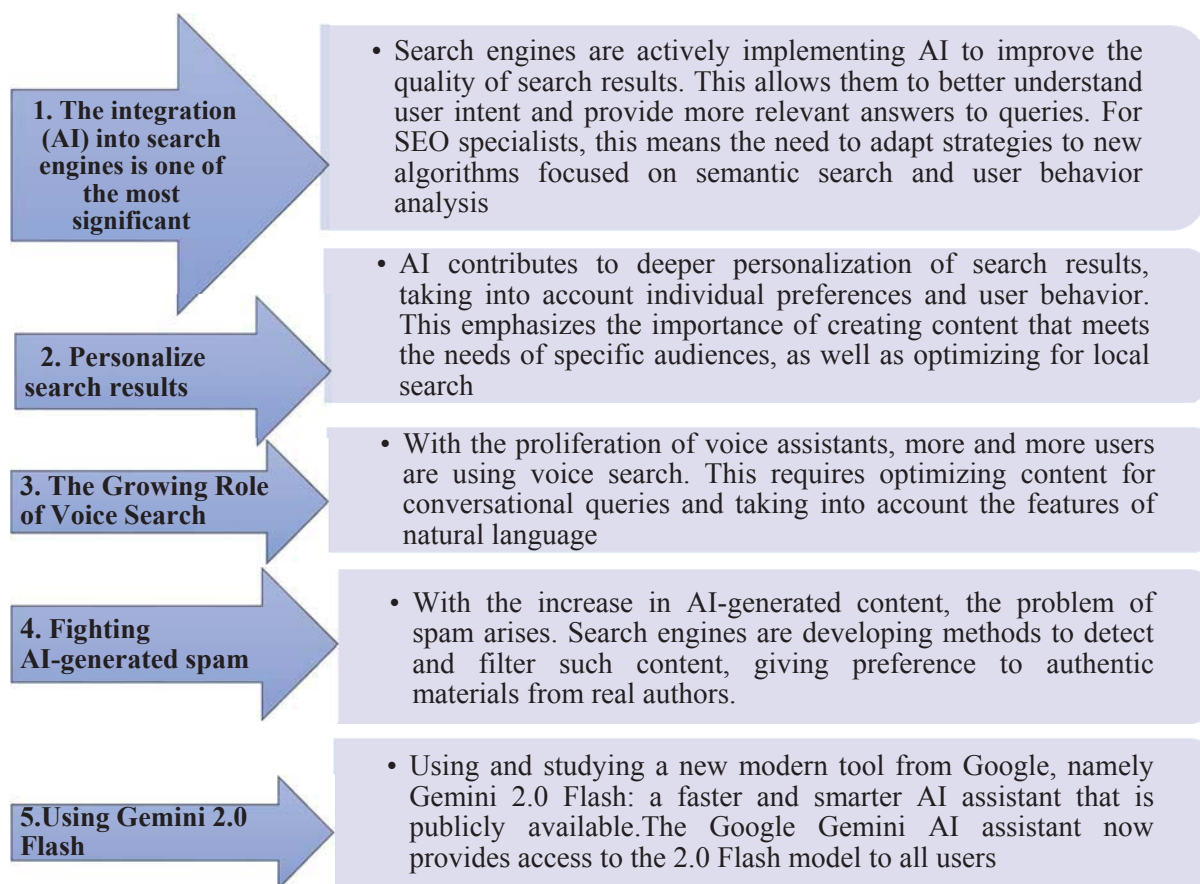 1. The integration
(AI) into search
engines is one of
the most
significant
• Search engines are actively implementing AI to improve the
quality of search results. This allows them to better understand
user intent and provide more relevant answers to queries. For
SEO specialists, this means the need to adapt strategies to new
algorithms focused on semantic search and user behavior
analysis
2. Personalize
search results
• AI contributes to deeper personalization of search results,
taking into account individual preferences and user behavior.
This emphasizes the importance of creating content that meets
the needs of specific audiences, as well as optimizing for local
search
3. The Growing Role
of Voice Search
• With the proliferation of voice assistants, more and more users
are using voice search. This requires optimizing content for
conversational queries and taking into account the features of
natural language
4. Fighting
AI-generated spam
• With the increase in AI-generated content, the problem of
spam arises. Search engines are developing methods to detect
and filter such content, giving preference to authentic
materials from real authors.
5.Using Gemini 2.0
Flash
• Using and studying a new modern tool from Google, namely
Gemini 2.0 Flash: a faster and smarter AI assistant that is
publicly available.The Google Gemini AI assistant now
provides access to the 2.0 Flash model to all users